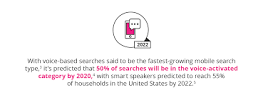 2022
With voice-based searches said to be the fastest-growing mobile search
type,³ it's predicted that 50% of searches will be in the voice-activated
category by 2020,⁴ with smart speakers predicted to reach 55%
of households in the United States by 2022.⁵